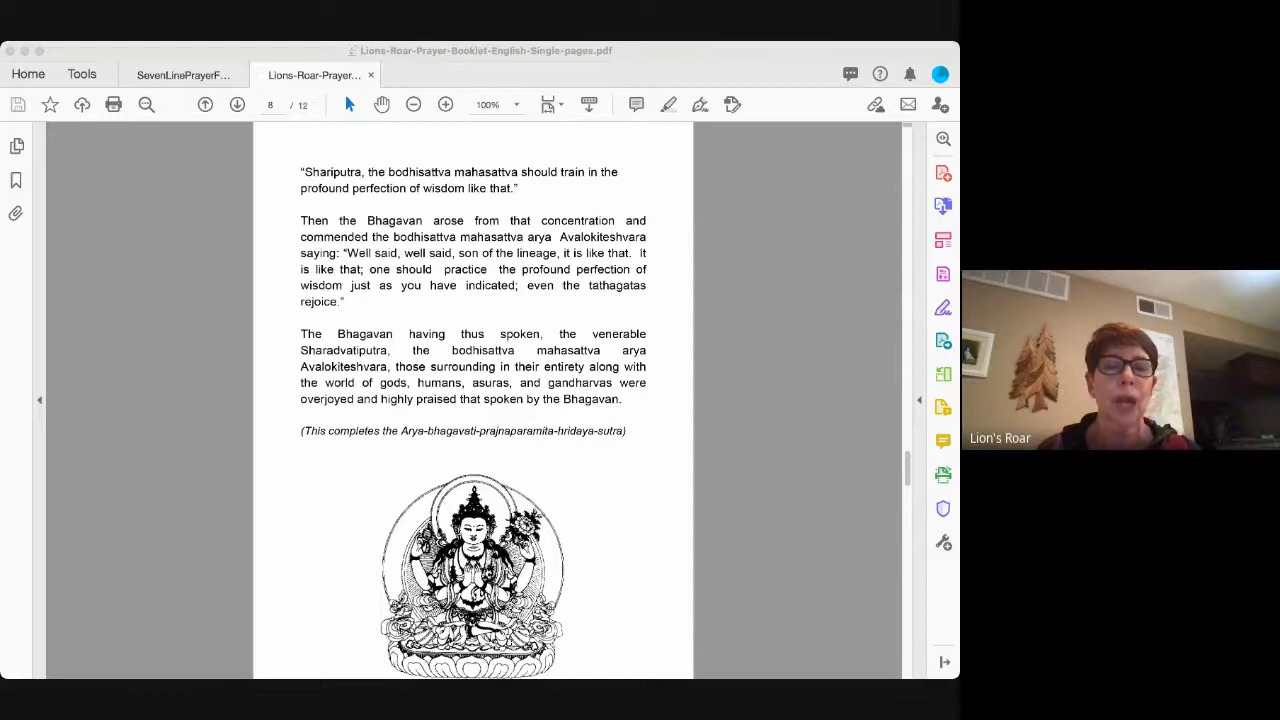 Lions-Roar-Prayer-Booklet-English-Single-pages.pdf
Home
Tools
SevenLinePrayerF...
Lions-Roar-Prayer...
8 / 12
100%
“Shariputra, the bodhisattva mahasattva should train in the
profound perfection of wisdom like that.”
Then the Bhagavan arose from that concentration and
commended the bodhisattva mahasattva arya Avalokiteshvara
saying: “Well said, well said, son of the lineage, it is like that. It
is like that; one should practice the profound perfection of
wisdom just as you have indicated; even the tathagatas
rejoice.”
The Bhagavan having thus spoken, the venerable
Sharadvatiputra, the bodhisattva mahasattva arya
Avalokiteshvara, those surrounding in their entirety along with
the world of gods, humans, asuras, and gandharvas were
overjoyed and highly praised that spoken by the Bhagavan.
(This completes the Arya-bhagavati-prajnaparamita-hridaya-sutra)
Lion's Roar